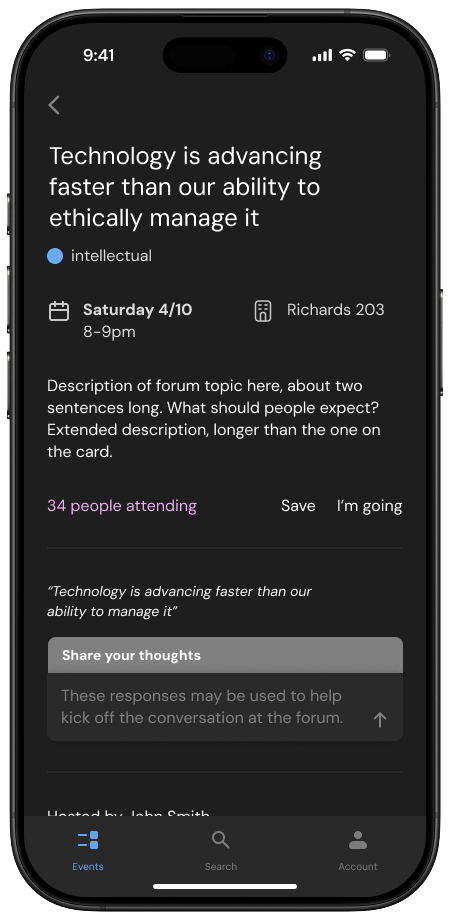 9:41
Technology is advancing
faster than our ability to
ethically manage it
intellectual
Saturday 4/10
8-9pm
Richards 203
Description of forum topic here, about two
sentences long. What should people expect?
Extended description, longer than the one on
the card.
34 people attending
Save
I’m going
“Technology is advancing faster than our
ability to manage it”
Share your thoughts
These responses may be used to help
kick off the conversation at the forum.
Hosted by John Smith
Events
Search
Account